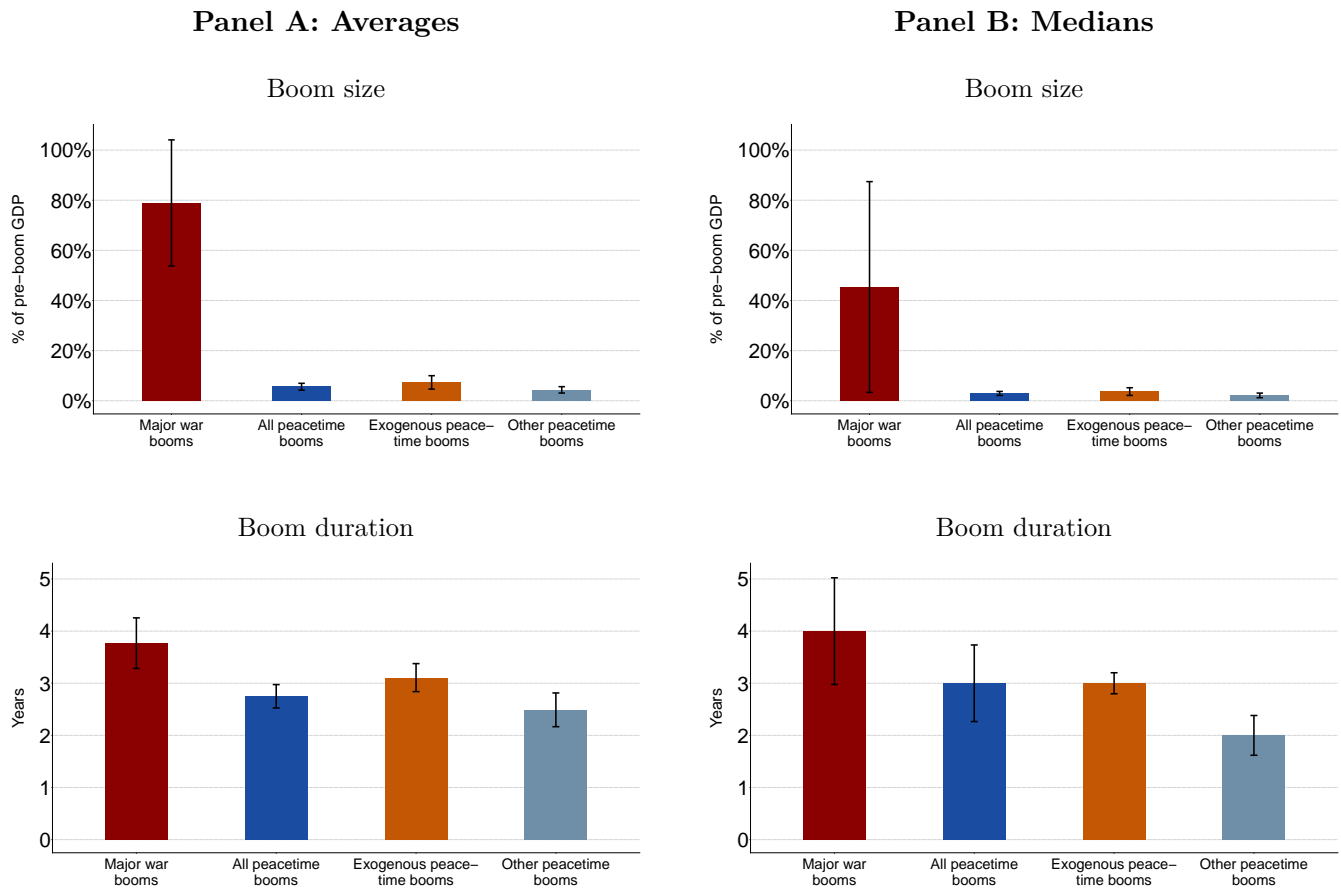 Panel A: Averages
Boom size
% of pre−boom GDP
100%
80%
60%
40%
20%
0%
Major war
booms
All peacetime
booms
Exogenous peace−
time booms
Other peacetime
booms
Boom duration
Years
5
4
3
2
1
0
Major war
booms
All peacetime
booms
Exogenous peace−
time booms
Other peacetime
booms
Panel B: Medians
Boom size
% of pre−boom GDP
100%
80%
60%
40%
20%
0%
Major war
booms
All peacetime
booms
Exogenous peace−
time booms
Other peacetime
booms
Boom duration
Years
5
4
3
2
1
0
Major war
booms
All peacetime
booms
Exogenous peace−
time booms
Other peacetime
booms